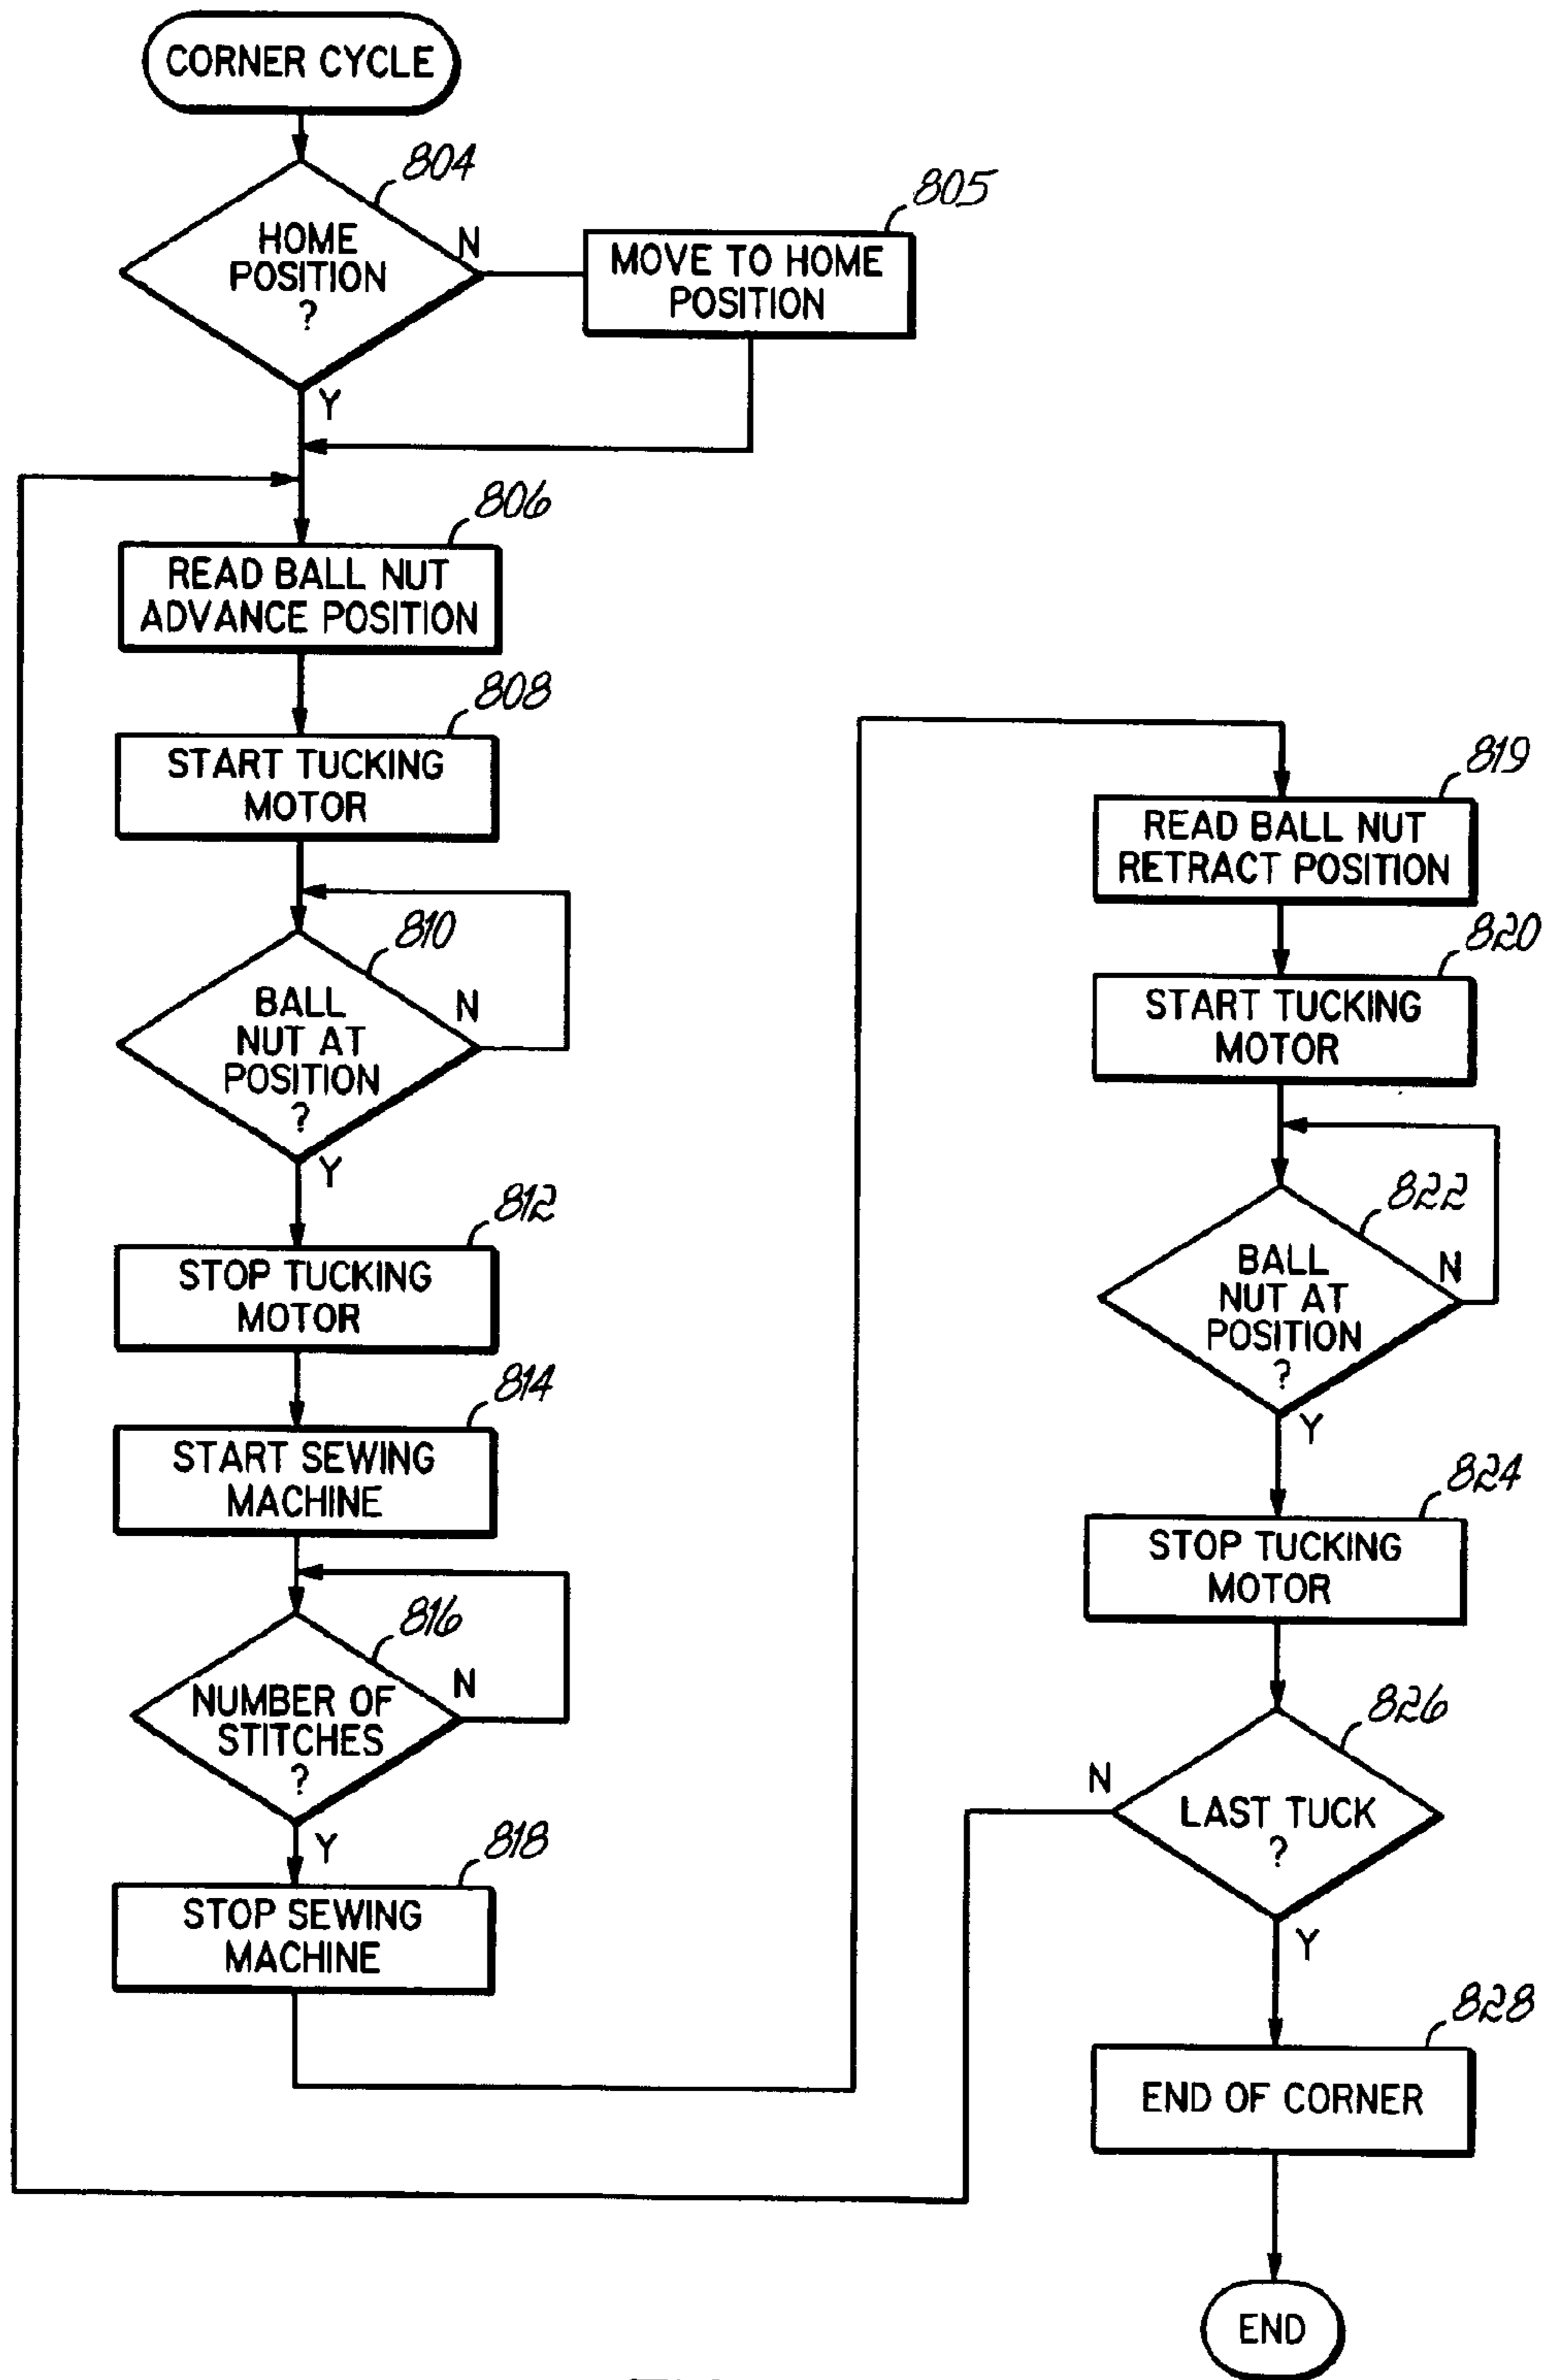 CORNER CYCLE
804
HOME
POSITION
?
N
Y
805
MOVE TO HOME
POSITION
806
READ BALL NUT
ADVANCE POSITION
808
START TUCKING
MOTOR
810
BALL
NUT AT
POSITION
?
N
Y
812
STOP TUCKING
MOTOR
814
START SEWING
MACHINE
816
NUMBER OF
STITCHES
?
N
Y
818
STOP SEWING
MACHINE
819
READ BALL NUT
RETRACT POSITION
820
START TUCKING
MOTOR
822
BALL
NUT AT
POSITION
?
N
Y
824
STOP TUCKING
MOTOR
826
LAST TUCK
?
N
Y
828
END OF CORNER
END